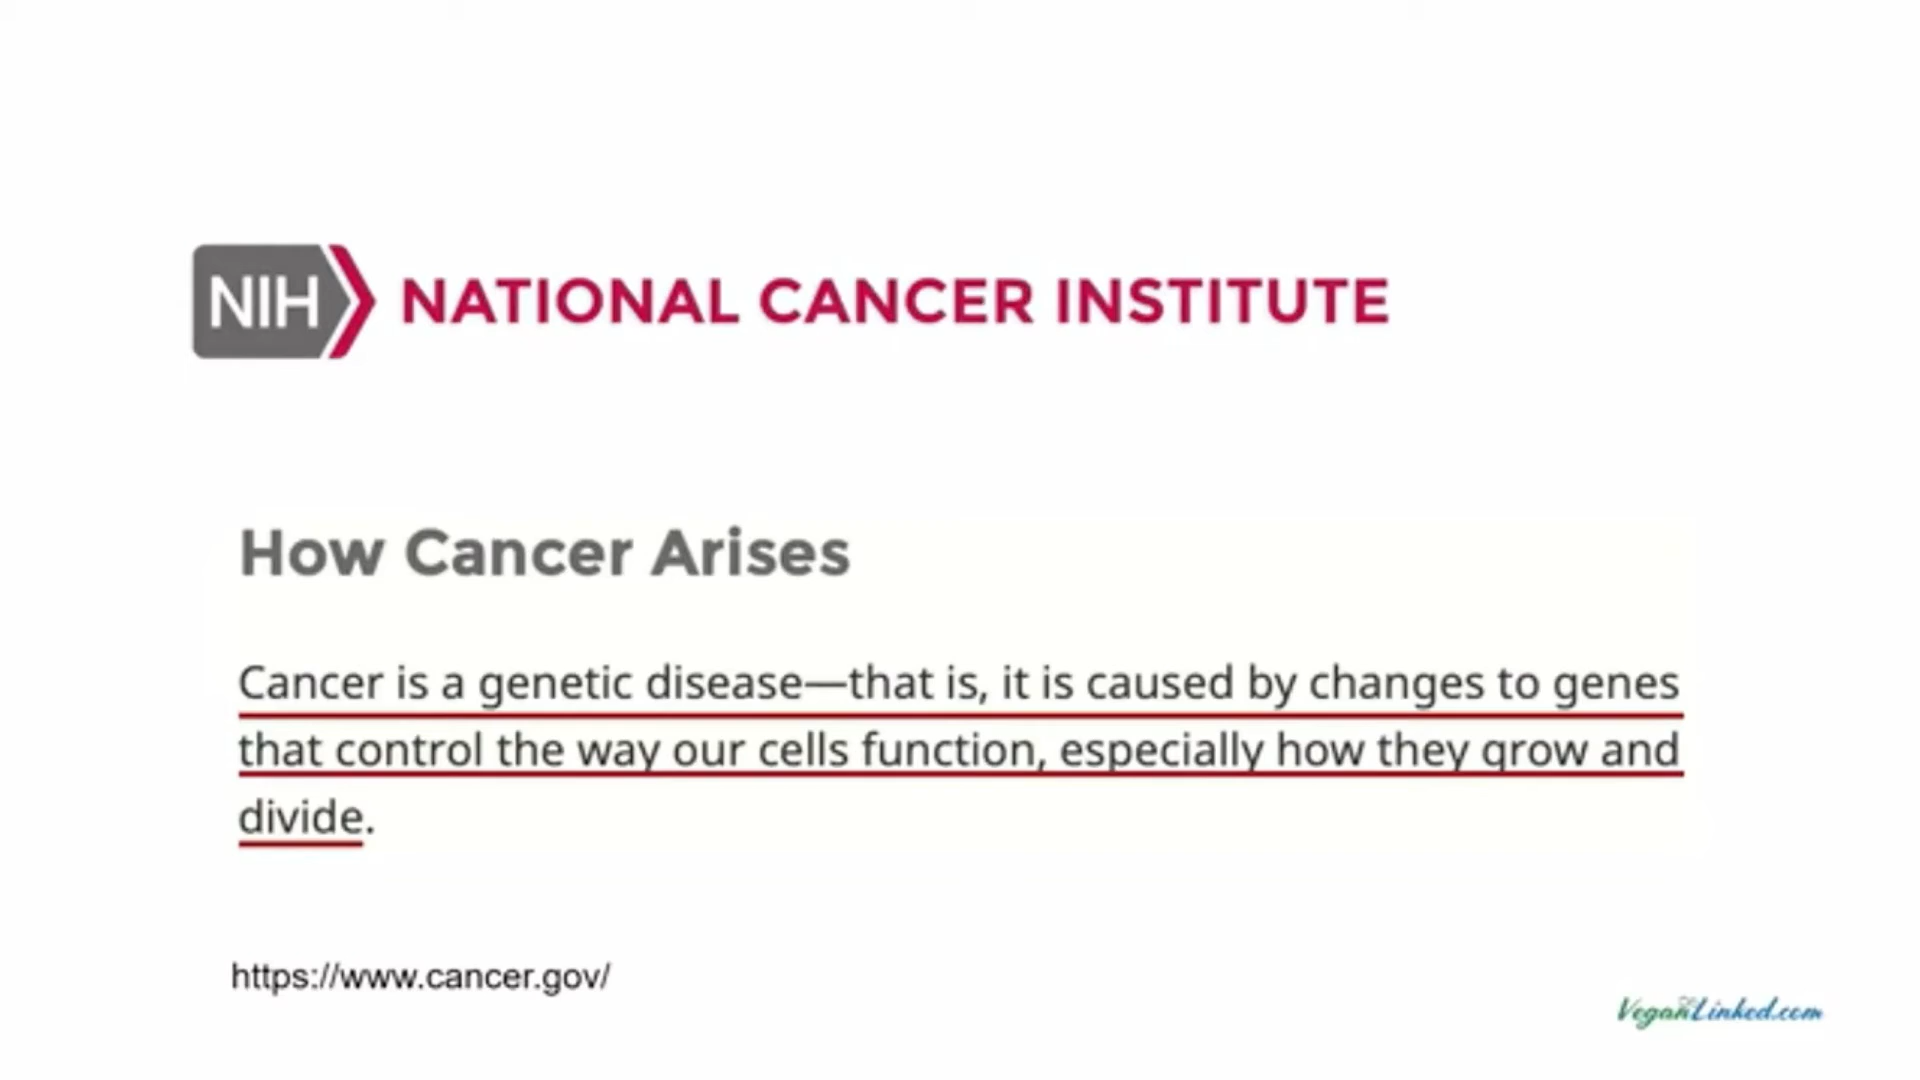 NIH NATIONAL CANCER INSTITUTE
How Cancer Arises
Cancer is a genetic disease—that is, it is caused by changes to genes
that control the way our cells function, especially how they grow and
divide.
https://www.cancer.gov/
VeganLinked.com